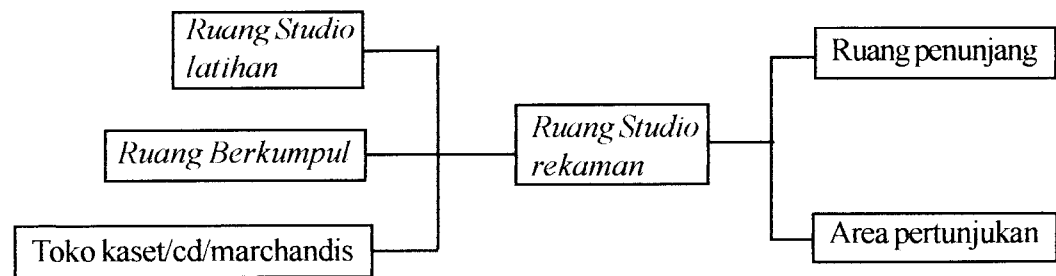 Ruang Studio
latihan
Ruang Berkumpul
Toko kaset/cd/marchandis
Ruang Studio
rekaman
Ruang penunjang
Area pertunjukan